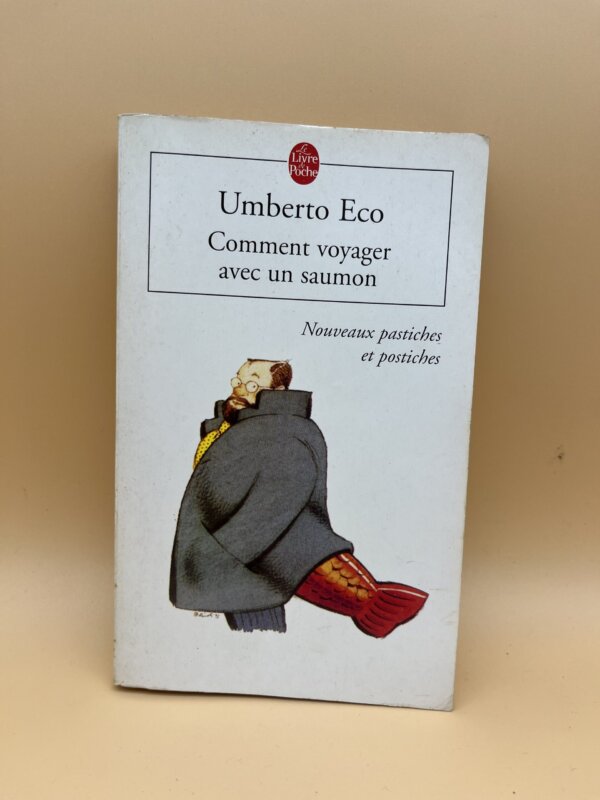 Le
Livre
de
Poche
Umberto Eco
Comment voyager
avec un saumon
Nouveaux pastiches
et postiches